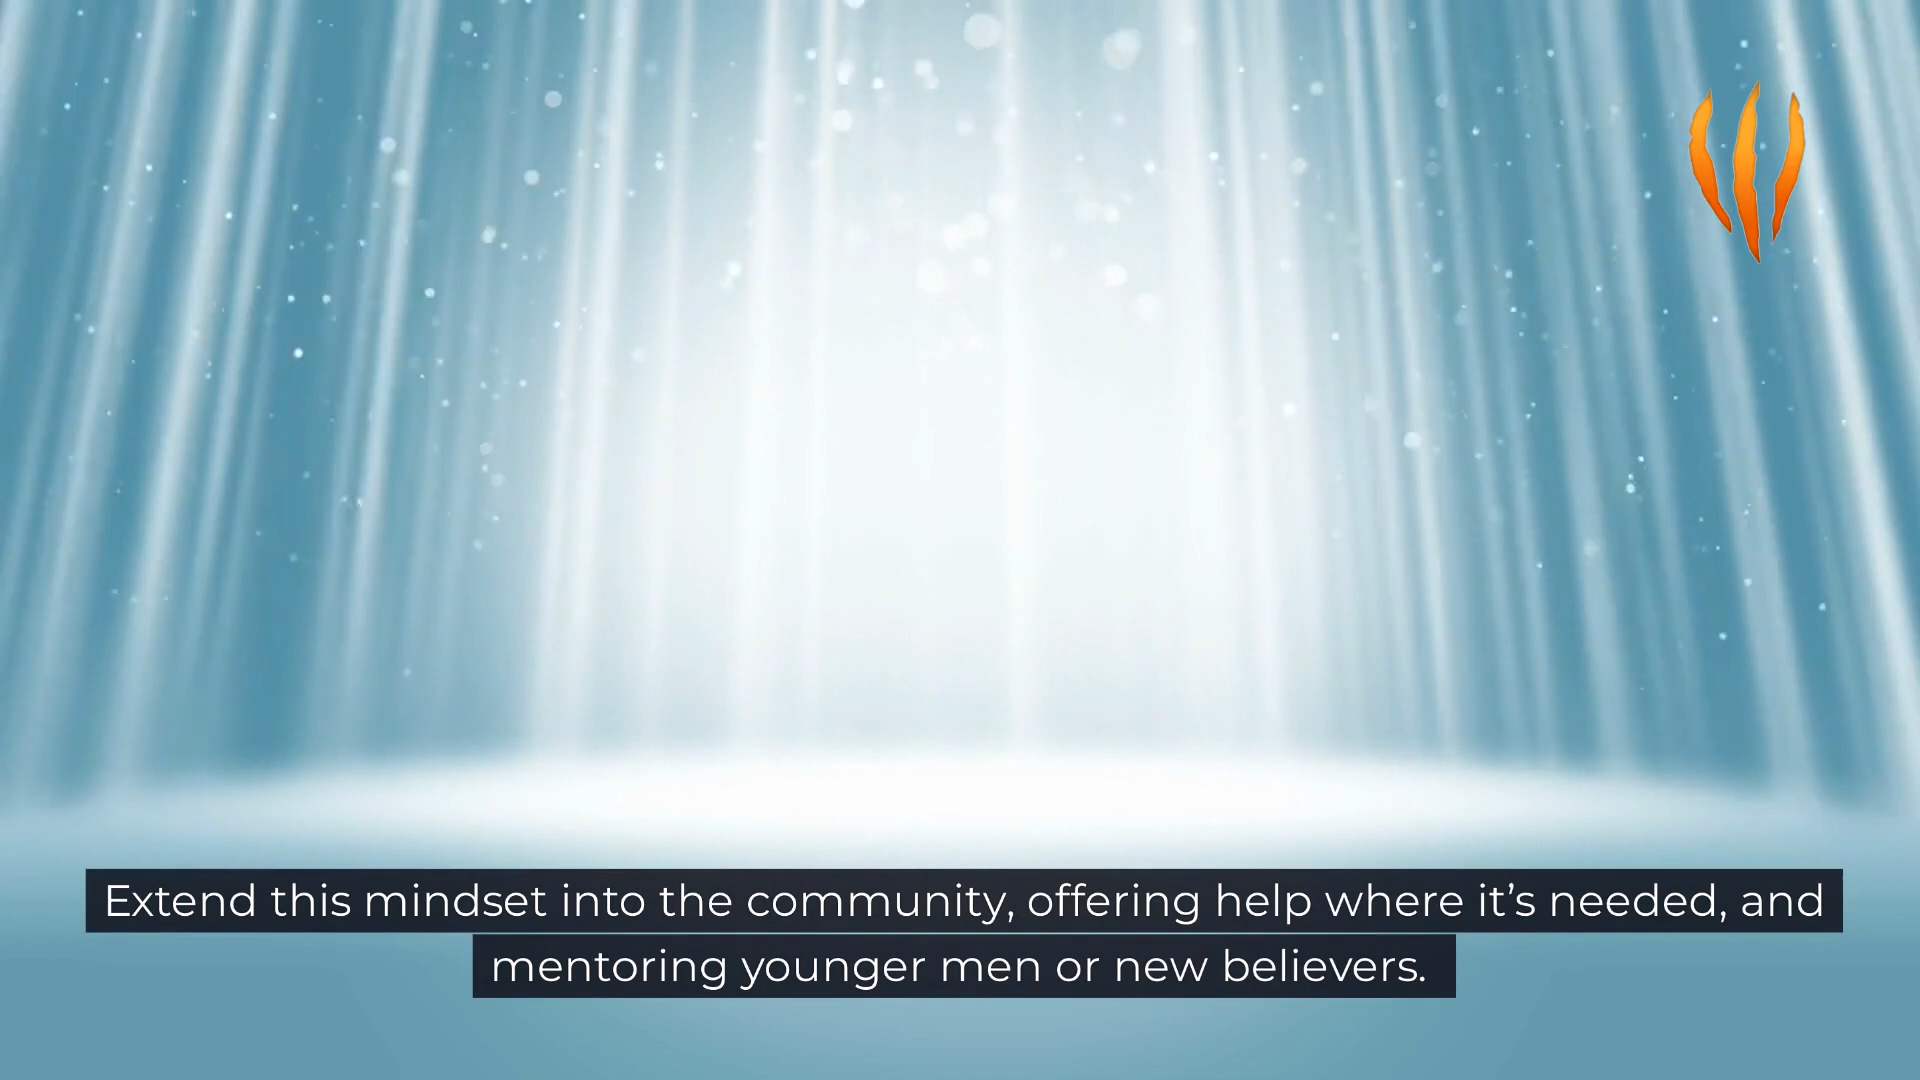 Extend this mindset into the community, offering help where it’s needed, and
mentoring younger men or new believers.